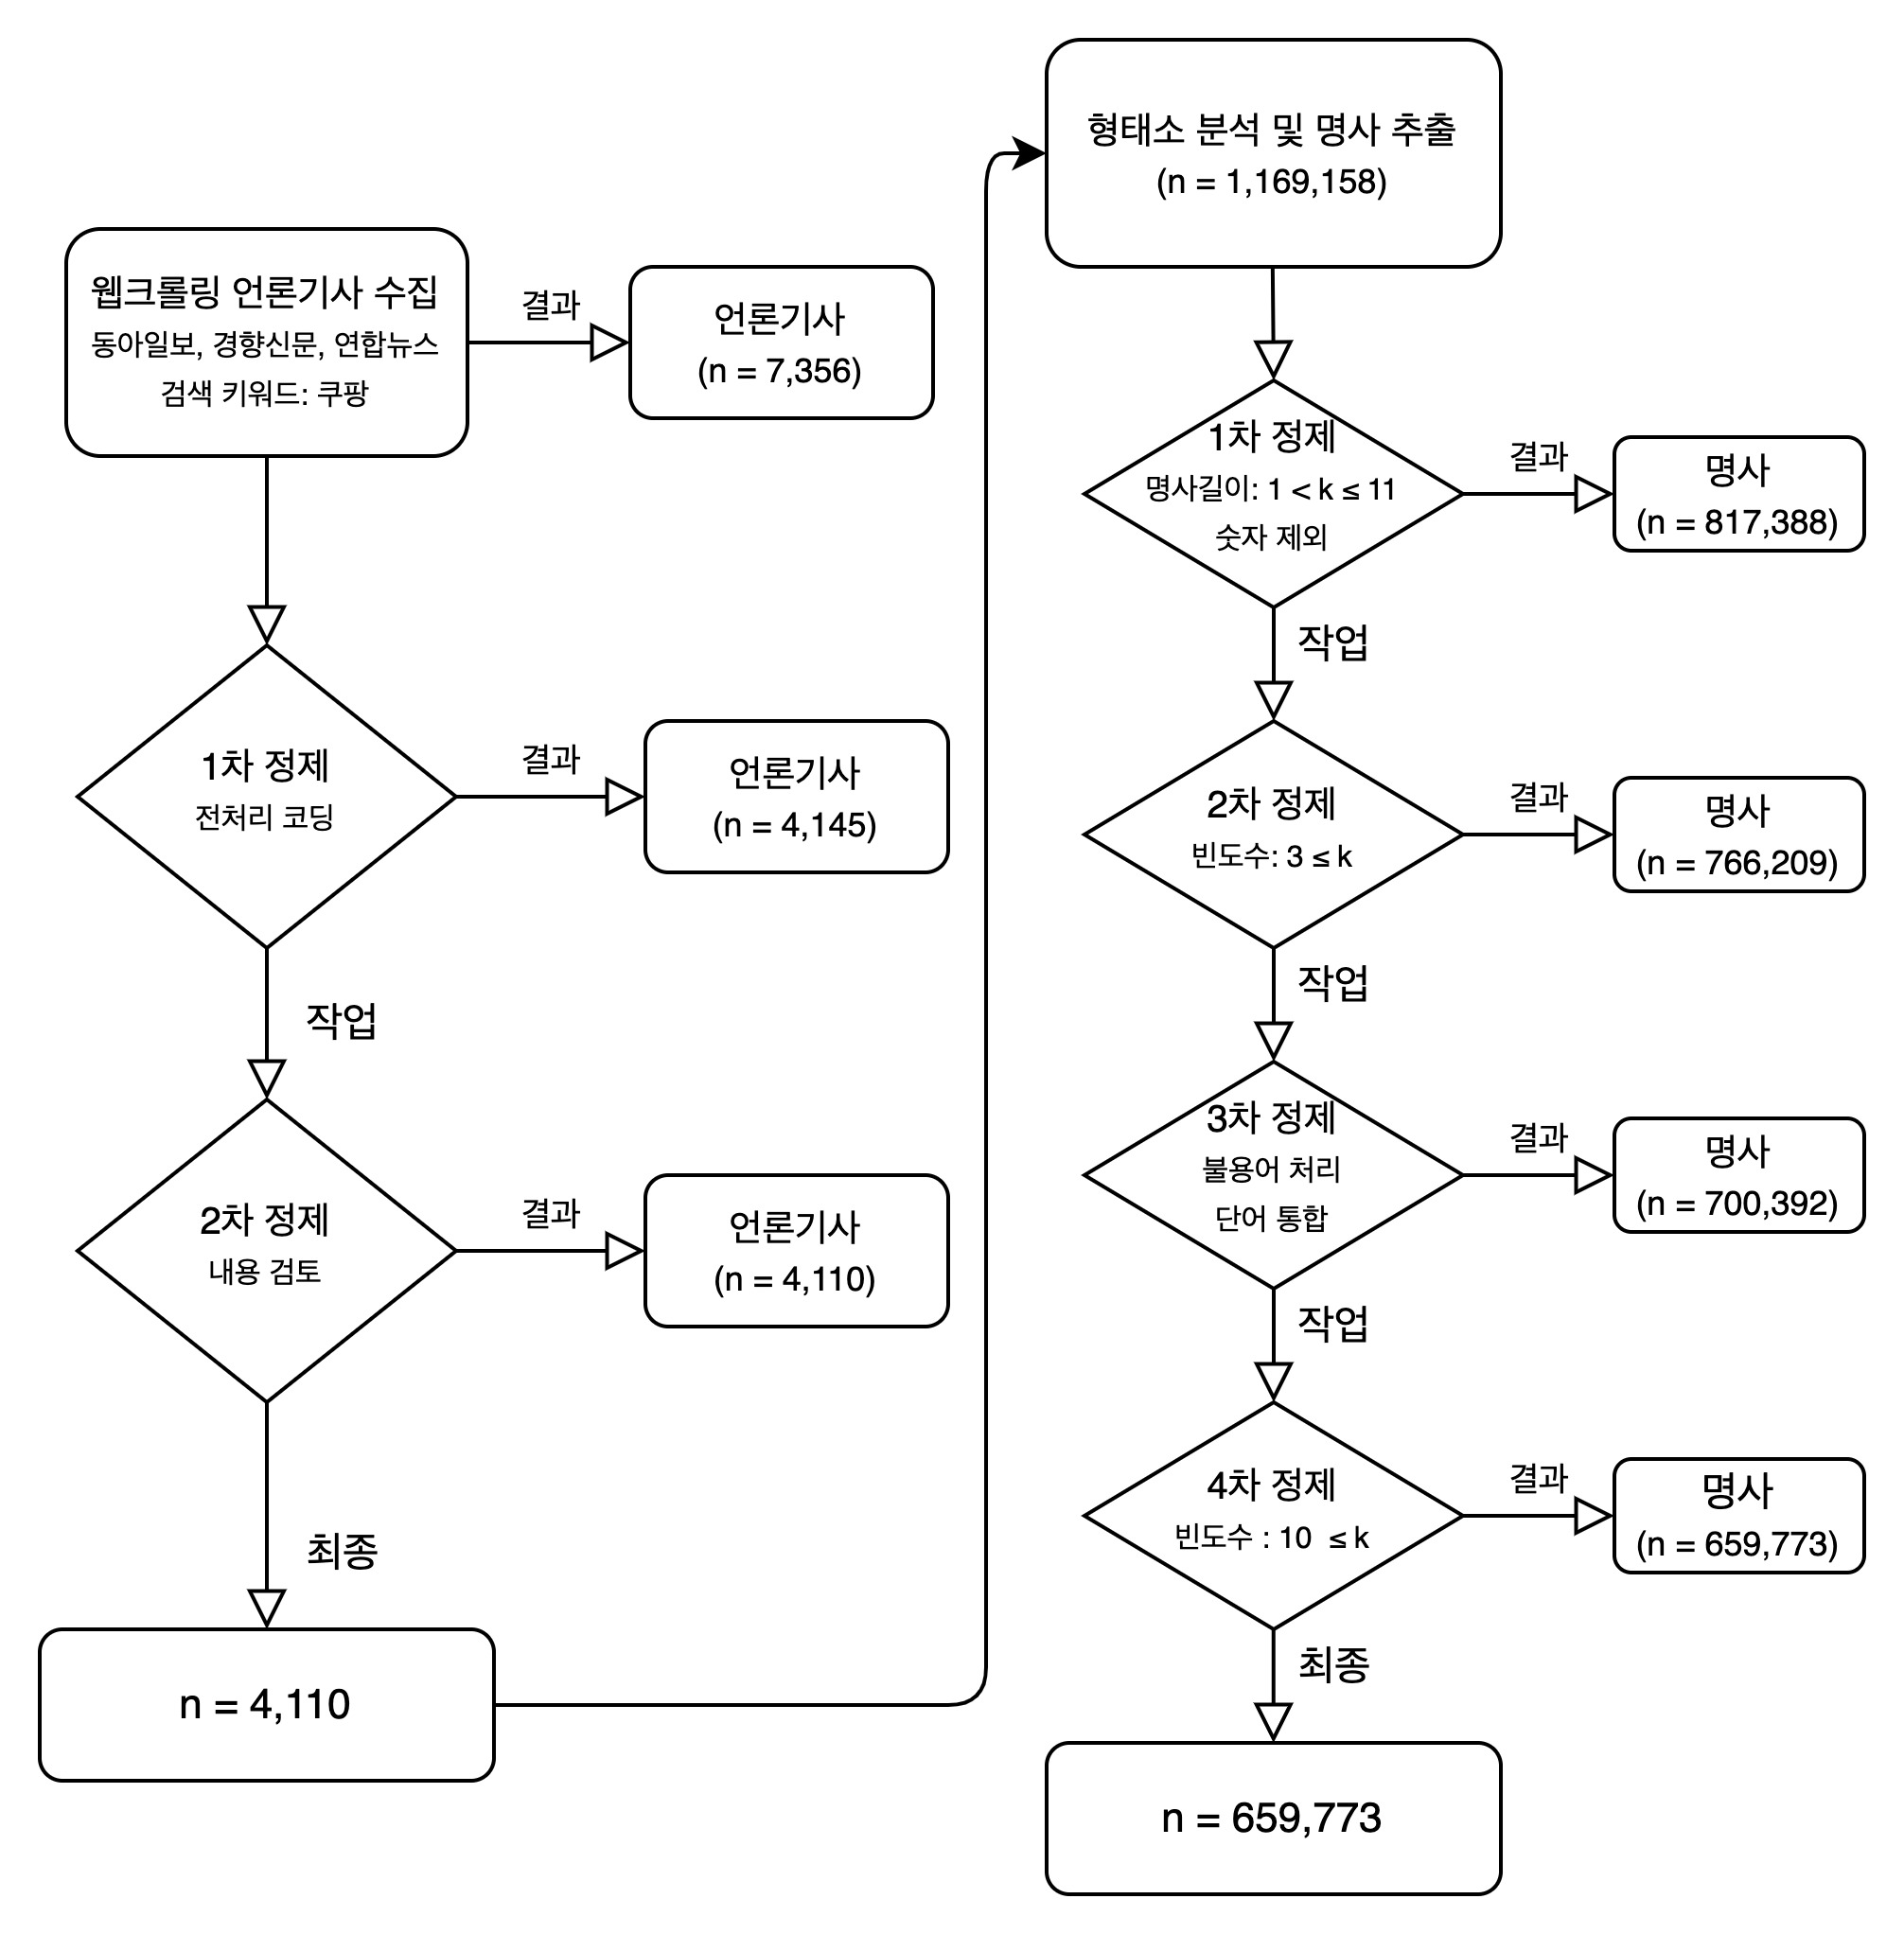 웹크롤링 언론기사 수집
동아일보, 경향신문, 연합뉴스
검색 키워드: 쿠팡
결과
언론기사
(n = 7,356)
1차 정제
전처리 코딩
결과
언론기사
(n = 4,145)
작업
2차 정제
내용 검토
결과
언론기사
(n = 4,110)
최종
n = 4,110
형태소 분석 및 명사 추출
(n = 1,169,158)
1차 정제
명사길이: 1 < k ≤ 11
숫자 제외
결과
명사
(n = 817,388)
작업
2차 정제
빈도수: 3 ≤ k
결과
명사
(n = 766,209)
작업
3차 정제
불용어 처리
단어 통합
결과
명사
(n = 700,392)
작업
4차 정제
빈도수 : 10 ≤ k
결과
명사
(n = 659,773)
최종
n = 659,773